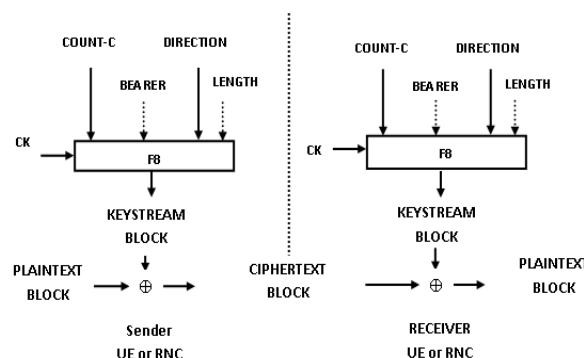 COUNT-C DIRECTION
BEARER LENGTH
CK
F8
KEYSTREAM
BLOCK
PLAINTEXT
BLOCK
⊕
Sender
UE or RNC
CIPHERTEXT
BLOCK
COUNT-C DIRECTION
BEARER LENGTH
CK
F8
KEYSTREAM
BLOCK
⊕
PLAINTEXT
BLOCK
RECEIVER
UE or RNC